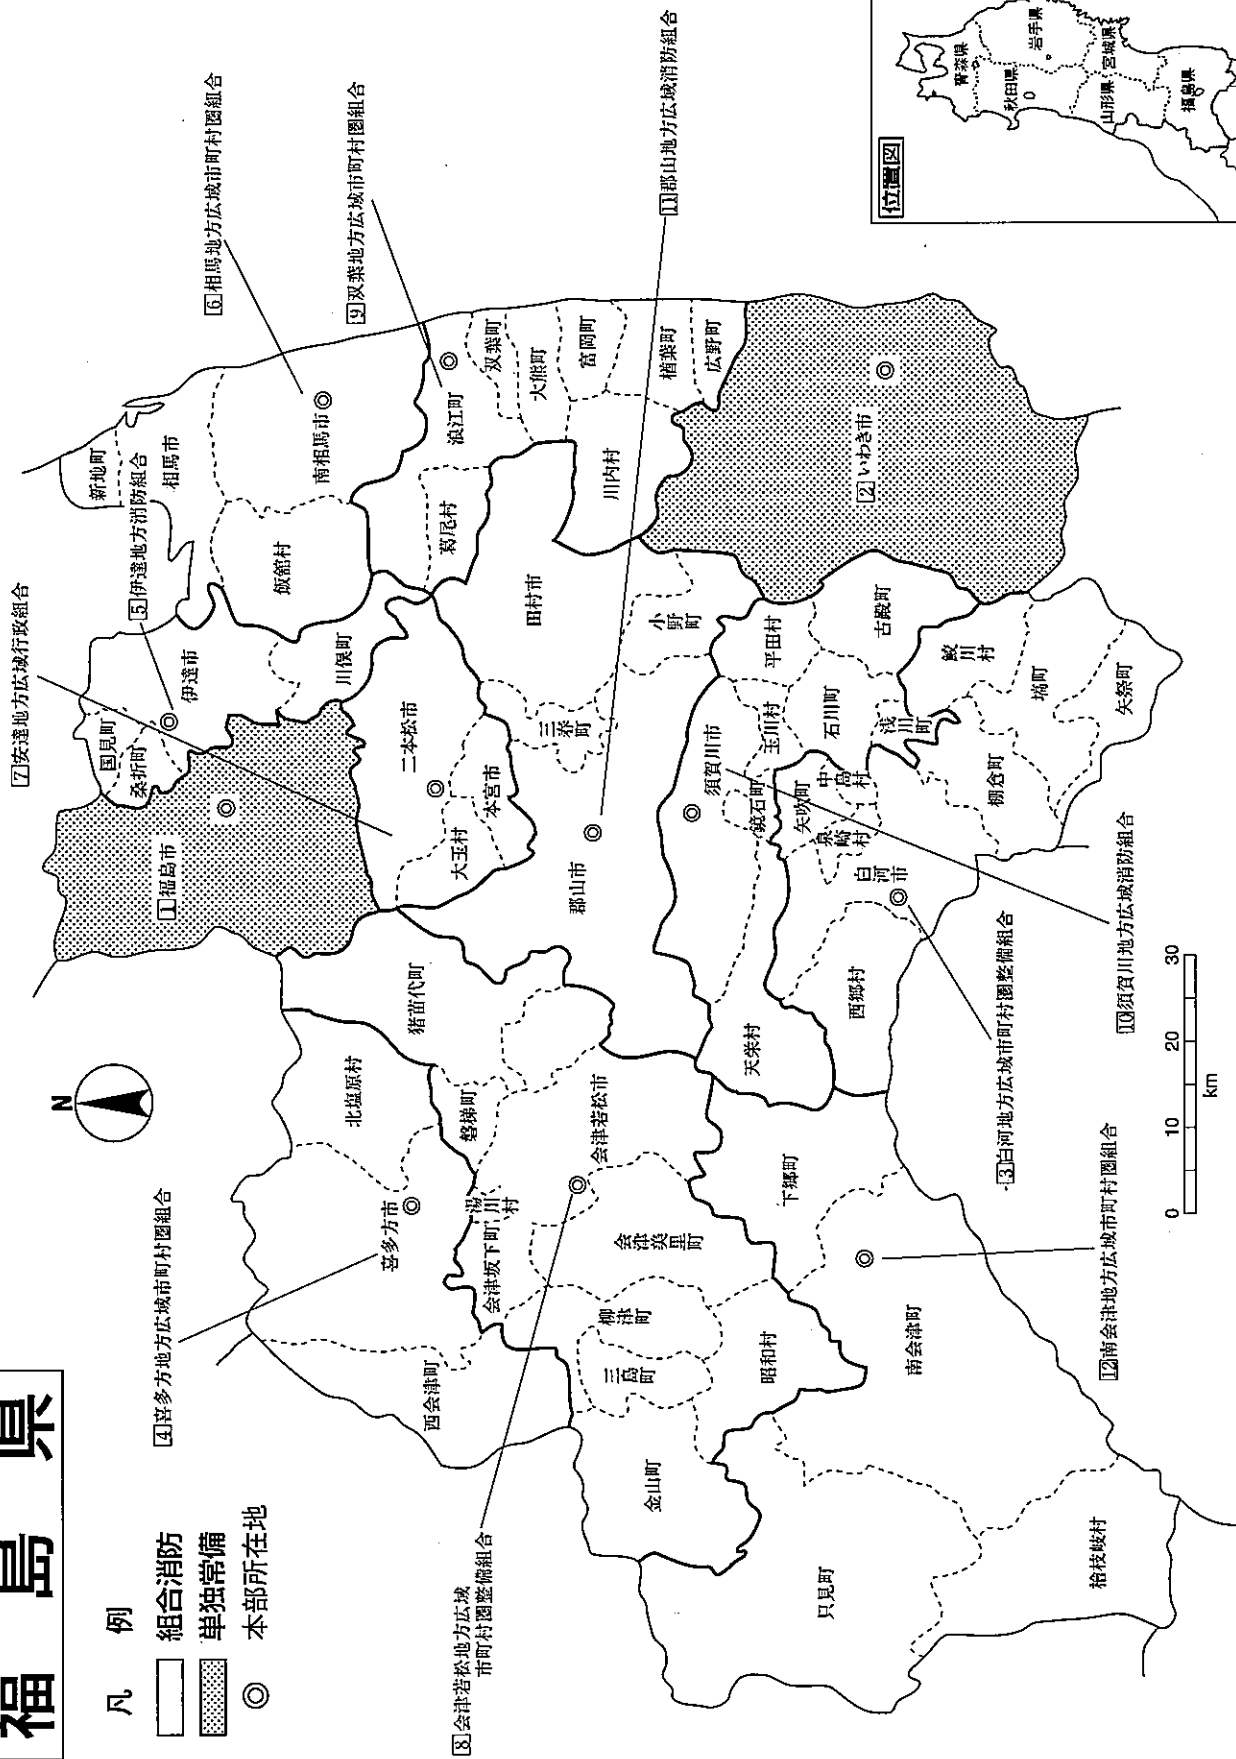 福島県
凡例
組合消防
単独常備
本部所在地
N
1福島市
2いわき市
3白河地方広域市町村圏整備組合
4喜多方地方広域市町村圏組合
5伊達地方消防組合
6相馬地方広域市町村圏組合
7安達地方広域行政組合
8会津若松地方広域
市町村圏整備組合
9双葉地方広域市町村圏組合
10須賀川地方広域消防組合
11郡山地方広域消防組合
12南会津地方広域市町村圏組合
新地町
相馬市
南相馬市
飯舘村
国見町
桑折町
伊達市
川俣町
二本松市
大玉村
本宮市
浪江町
葛尾村
双葉町
大熊町
富岡町
楢葉町
広野町
川内村
田村市
小野町
三春町
郡山市
須賀川市
鏡石町
天栄村
玉川村
平田村
石川町
古殿町
浅川町
矢吹町
中島村
泉崎村
白河市
西郷村
棚倉町
鮫川村
塙町
矢祭町
猪苗代町
北塩原村
喜多方市
西会津町
磐梯町
湯川村
会津坂下町
会津若松市
会津美里町
柳津町
三島町
金山町
昭和村
下郷町
南会津町
只見町
檜枝岐村
0 10 20 30
km
位置図
青森県
秋田県
岩手県
山形県
宮城県
福島県